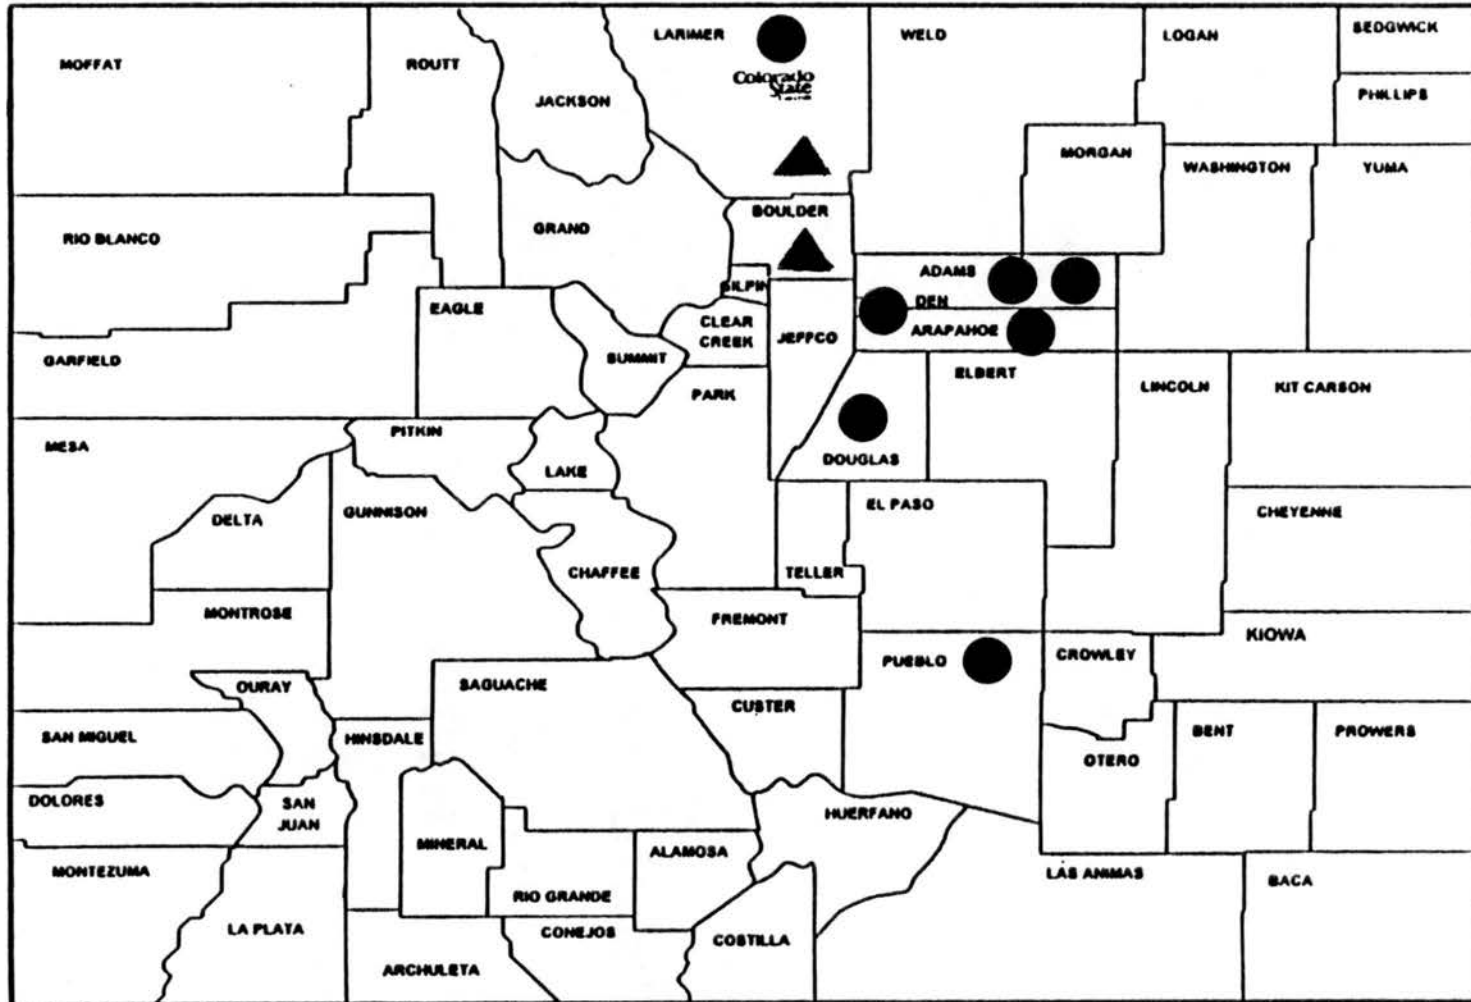 MOFFAT
ROUTT
JACKSON
LARIMER
Colorado
State
WELD
LOGAN
SEDGWICK
PHILLIPS
MORGAN
WASHINGTON
YUMA
RIO BLANCO
GRAND
BOULDER
GILPIN
ADAMS
DEN
ARAPAHOE
EAGLE
CLEAR
CREEK
JEFFCO
GARFIELD
SUMMIT
PARK
ELBERT
LINCOLN
KIT CARSON
MESA
PITKIN
LAKE
DOUGLAS
DELTA
GUNNISON
EL PASO
CHEYENNE
CHAFFEE
TELLER
MONTROSE
FREMONT
PUEBLO
CROWLEY
KIOWA
OURAY
SAGUACHE
CUSTER
SAN MIGUEL
HINSDALE
OTERO
BENT
PROWERS
DOLORES
SAN
JUAN
HUERFANO
MINERAL
ALAMOSA
MONTEZUMA
RIO GRANDE
LAS ANIMAS
BACA
LA PLATA
CONEJOS
COSTILLA
ARCHULETA